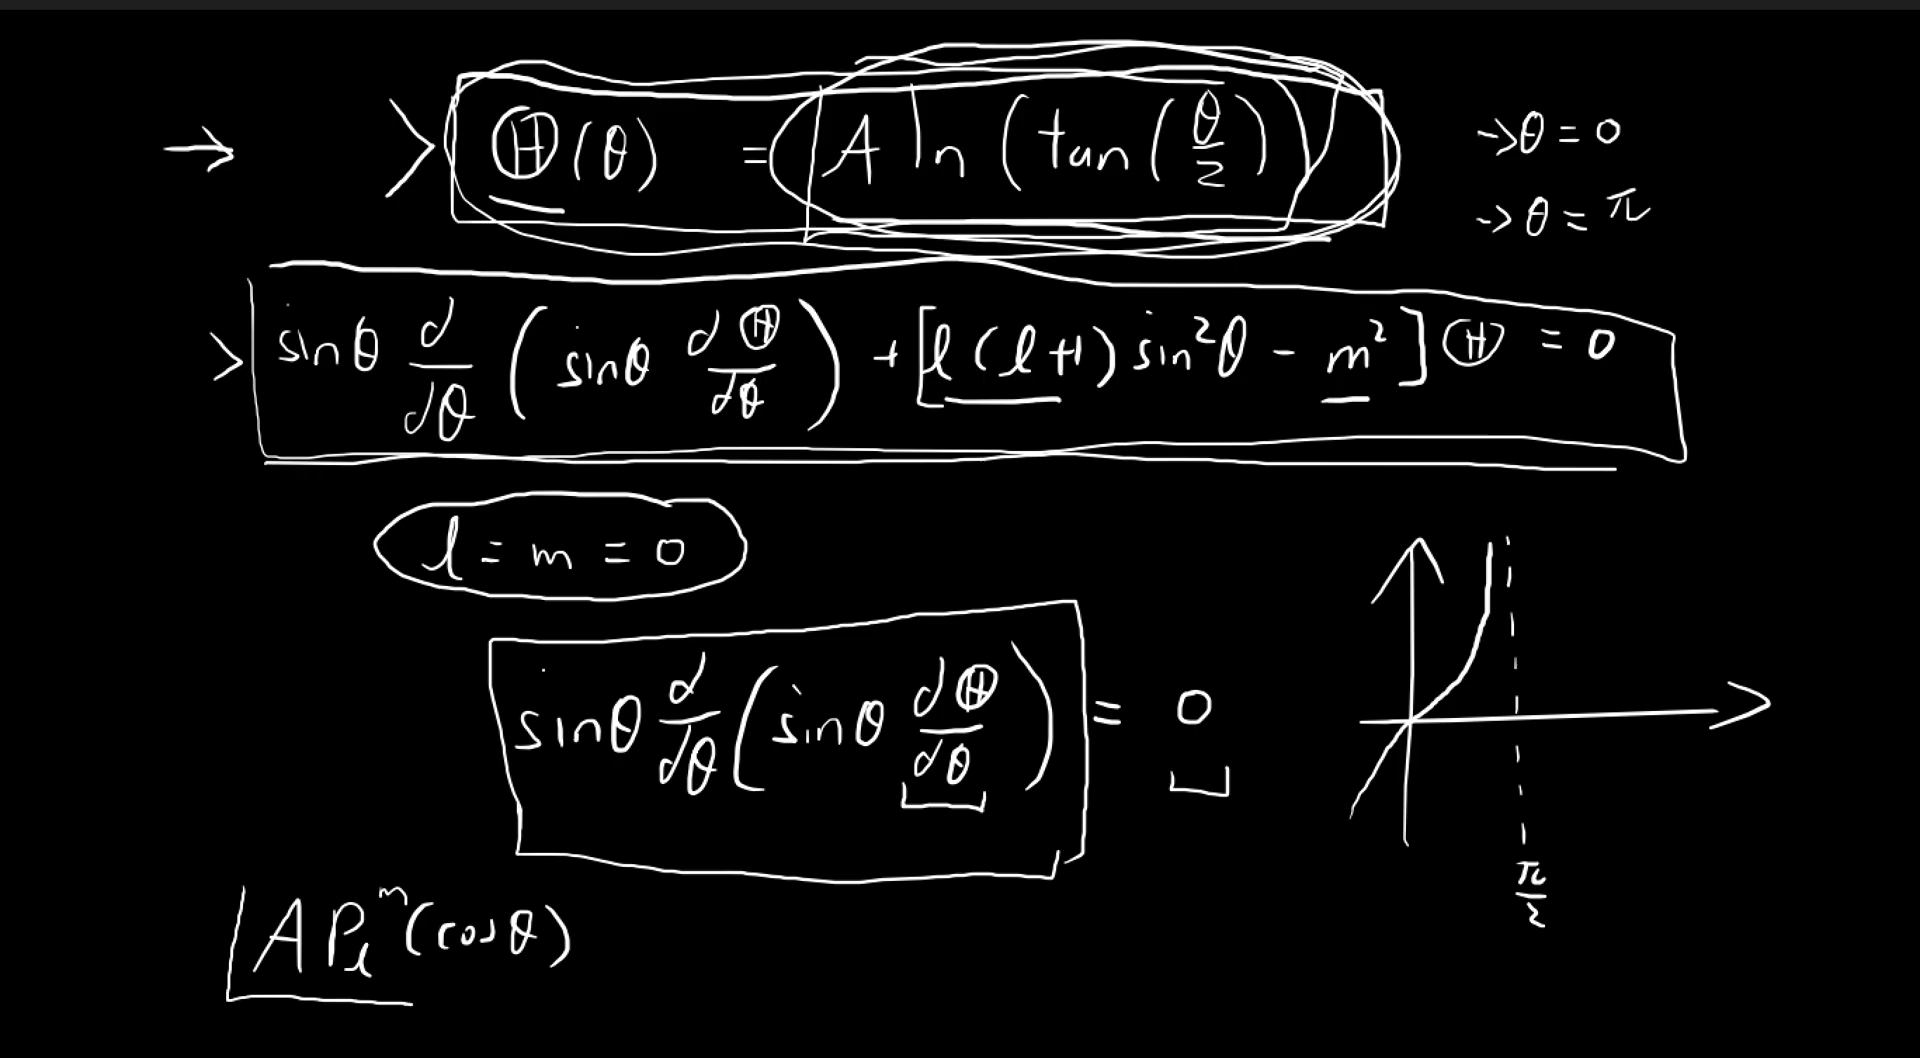 → > Θ(θ) = A ln(tan(θ/2)) → θ = 0
→ θ = π
> sinθ d/dθ (sinθ dΘ/dθ) + [l(l+1)sin²θ - m²]Θ = 0
l = m = 0
sinθ d/dθ (sinθ dΘ/dθ) = 0
π/2
APₗᵐ(cosθ)